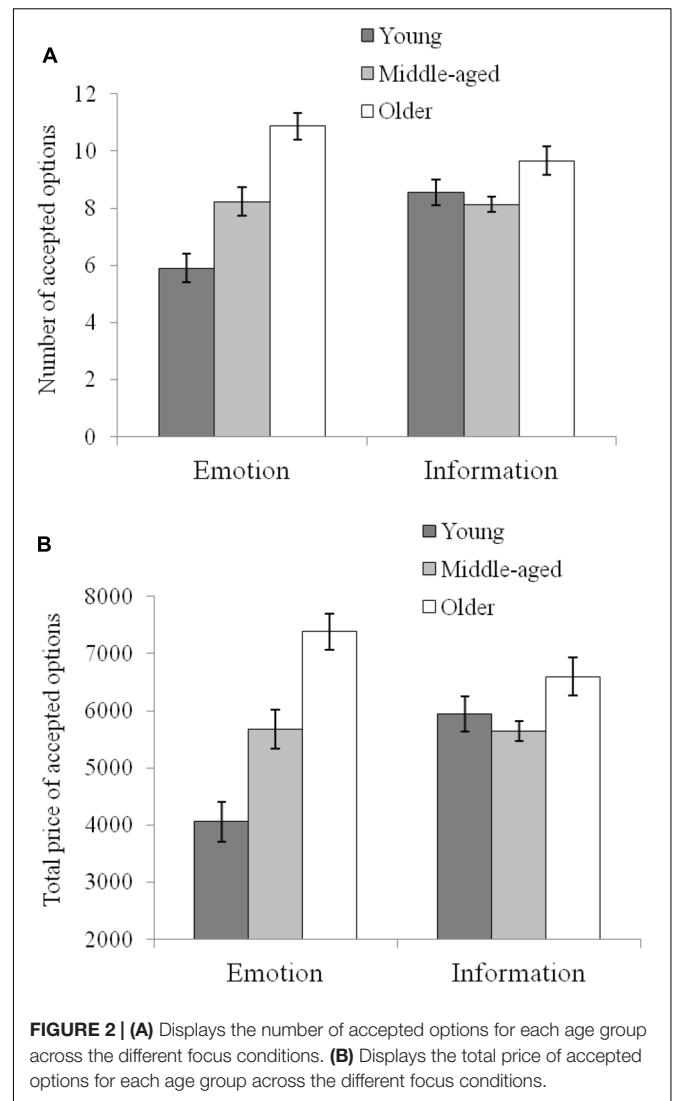 A
Young
Middle-aged
Older
Number of accepted options
12
10
8
6
4
2
0
Emotion Information
B
Young
Middle-aged
Older
Total price of accepted options
8000
7000
6000
5000
4000
3000
2000
Emotion Information
FIGURE 2 | (A) Displays the number of accepted options for each age group
across the different focus conditions. (B) Displays the total price of accepted
options for each age group across the different focus conditions.